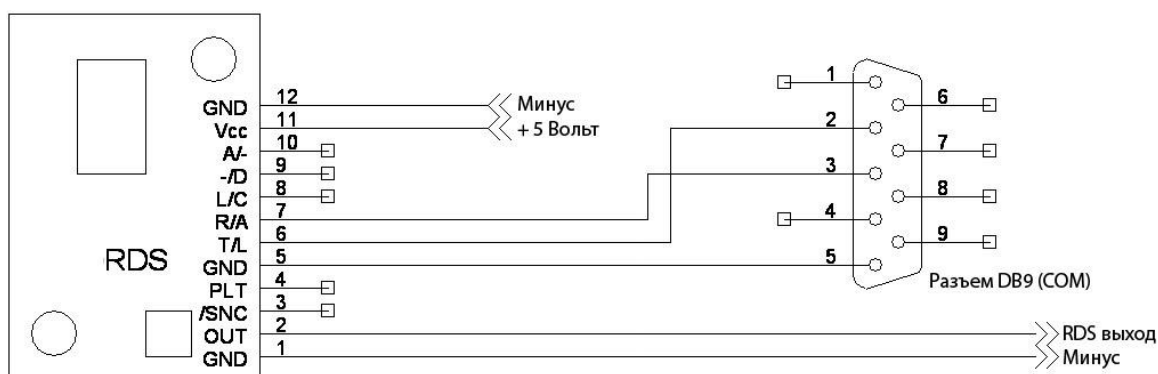 GND 12 Минус
Vcc 11 + 5 Вольт
A/- 10
-/D 9
L/C 8
R/A 7
T/L 6
GND 5
PLT 4
/SNC 3
OUT 2 RDS выход
GND 1 Минус
RDS
1
6
2
7
3
8
4
9
5
Разъем DB9 (COM)